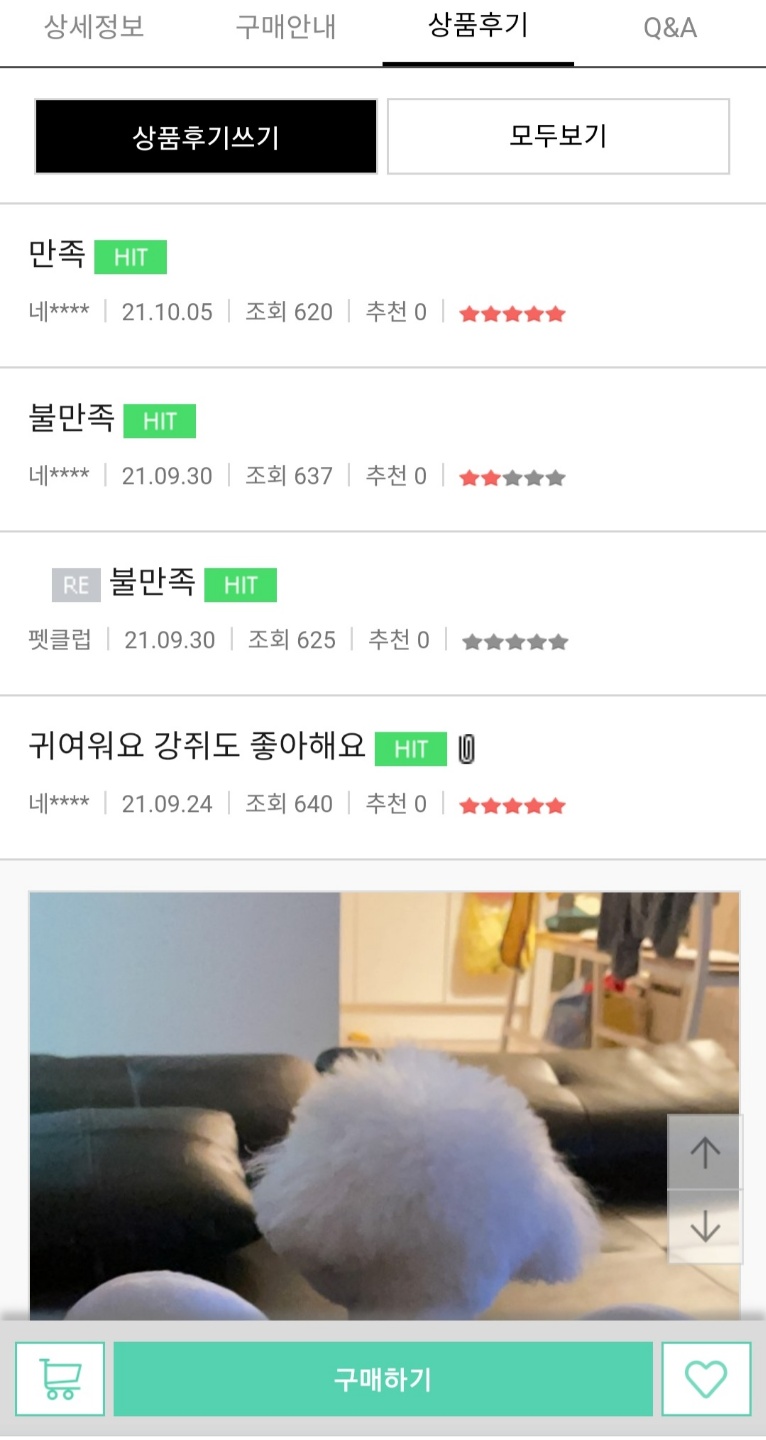 상세정보 구매안내 상품후기 Q&A
상품후기쓰기 모두보기
만족 HIT
네**** 21.10.05 조회 620 추천 0
불만족 HIT
네**** 21.09.30 조회 637 추천 0
RE 불만족 HIT
펫클럽 21.09.30 조회 625 추천 0
귀여워요 강쥐도 좋아해요 HIT
네**** 21.09.24 조회 640 추천 0
구매하기